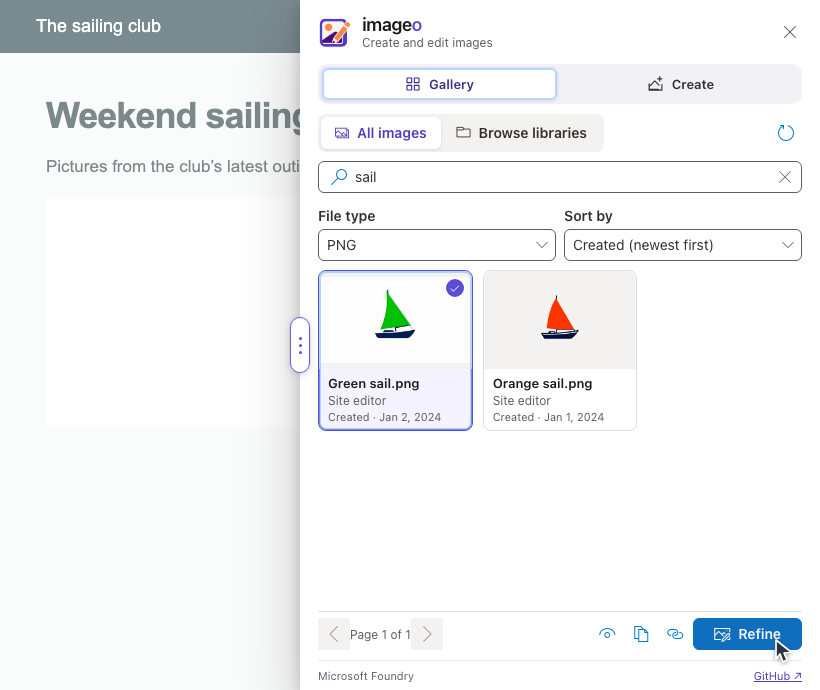 The sailing club
Weekend sailing
Pictures from the club's latest outi
imageo
Create and edit images
Gallery
Create
All images
Browse libraries
sail
File type
Sort by
PNG
Created (newest first)
Green sail.png
Site editor
Created · Jan 2, 2024
Orange sail.png
Site editor
Created · Jan 1, 2024
Page 1 of 1
Refine
Microsoft Foundry
GitHub ↗